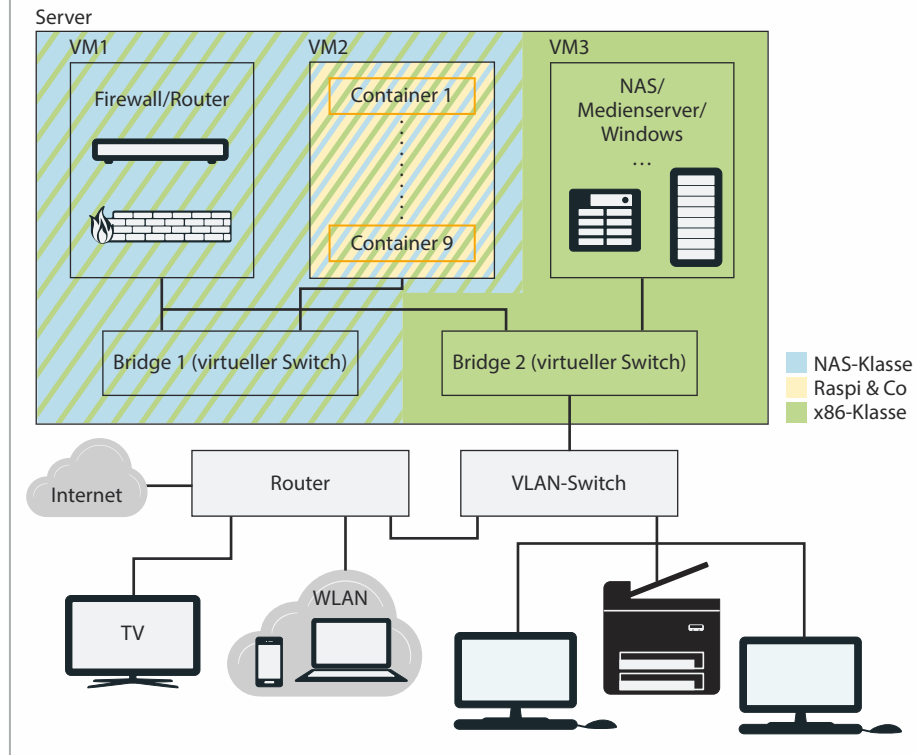 Server
VM1
VM2
VM3
Firewall/Router
Container 1
Container 9
NAS/
Medienserver/
Windows
...
Bridge 1 (virtueller Switch)
Bridge 2 (virtueller Switch)
NAS-Klasse
Raspi & Co
x86-Klasse
Internet
Router
VLAN-Switch
TV
WLAN